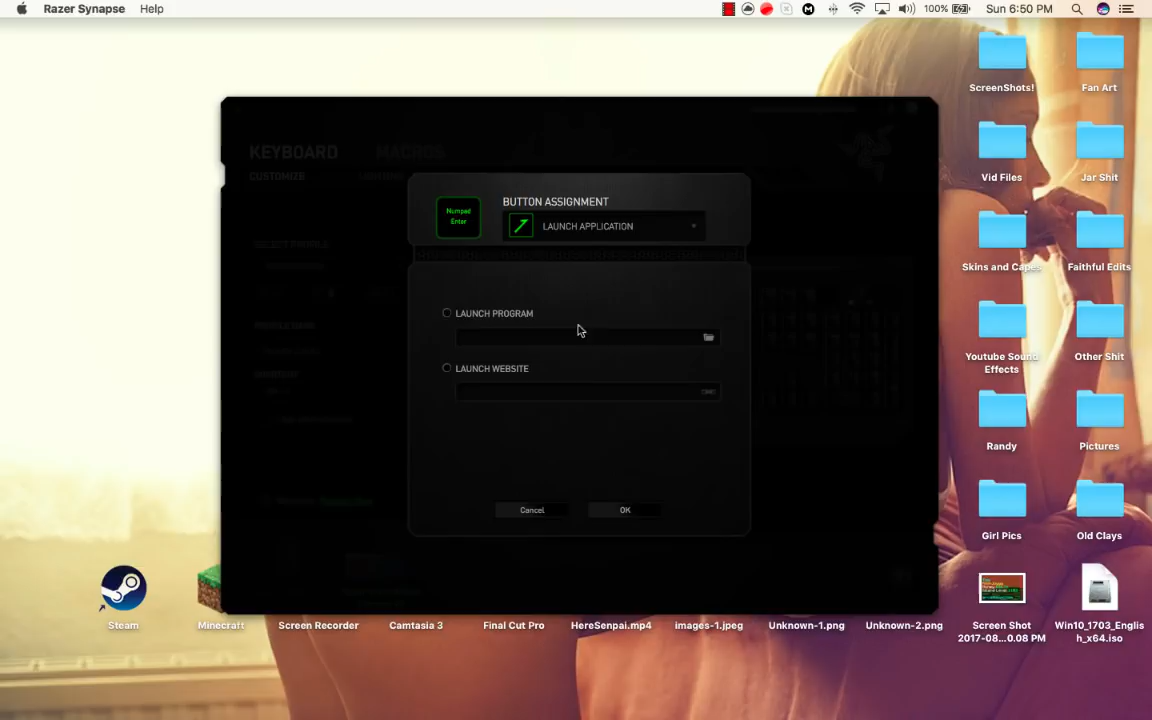 Razer Synapse Help
100% Sun 6:50 PM
ScreenShots!
Fan Art
KEYBOARD MACROS
CUSTOMIZE
Vid Files
Jar Shit
BUTTON ASSIGNMENT
Numpad
Enter
LAUNCH APPLICATION
Skins and Capes
Faithful Edits
LAUNCH PROGRAM
LAUNCH WEBSITE
Youtube Sound
Effects
Other Shit
Randy
Pictures
Cancel
OK
Girl Pics
Old Clays
Steam
Minecraft
Screen Recorder
Camtasia 3
Final Cut Pro
HereSenpai.mp4
images-1.jpeg
Unknown-1.png
Unknown-2.png
Screen Shot
2017-08...0.08 PM
Win10_1703_Englis
h_x64.iso